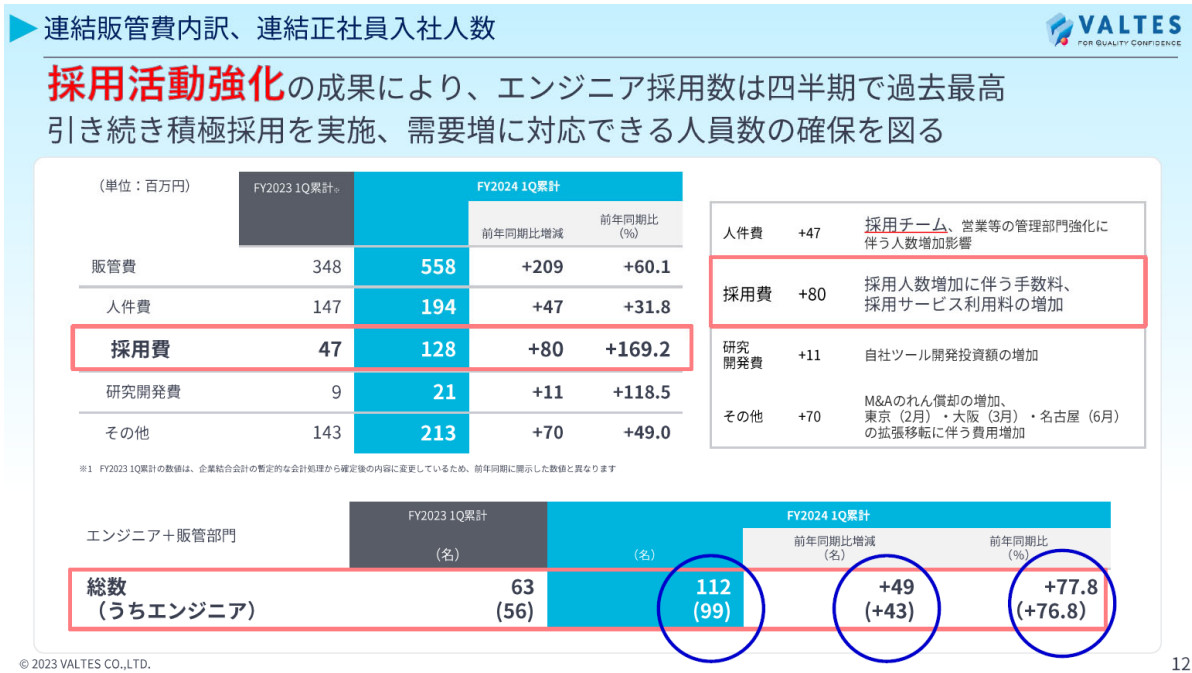 連結販管費内訳、連結正社員入社人数
VALTES
FOR QUALITY CONFIDENCE
採用活動強化の成果により、エンジニア採用数は四半期で過去最高
引き続き積極採用を実施、需要増に対応できる人員数の確保を図る
（単位：百万円）
FY2023 1Q累計※
FY2024 1Q累計
前年同期比増減
前年同期比
（%）
販管費 348 558 +209 +60.1
人件費 147 194 +47 +31.8
採用費 47 128 +80 +169.2
研究開発費 9 21 +11 +118.5
その他 143 213 +70 +49.0
※1 FY2023 1Q累計の数値は、企業結合会計の暫定的な会計処理から確定後の内容に変更しているため、前年同期に開示した数値と異なります
人件費 +47 採用チーム、営業等の管理部門強化に
伴う人数増加影響
採用費 +80 採用人数増加に伴う手数料、
採用サービス利用料の増加
研究
開発費 +11 自社ツール開発投資額の増加
その他 +70 M&Aのれん償却の増加、
東京（2月）・大阪（3月）・名古屋（6月）
の拡張移転に伴う費用増加
エンジニア＋販管部門
FY2023 1Q累計
（名）
FY2024 1Q累計
（名）
前年同期比増減
（名）
前年同期比
（%）
総数 63 112 +49 +77.8
（うちエンジニア） (56) (99) (+43) (+76.8)
© 2023 VALTES CO.,LTD.
12